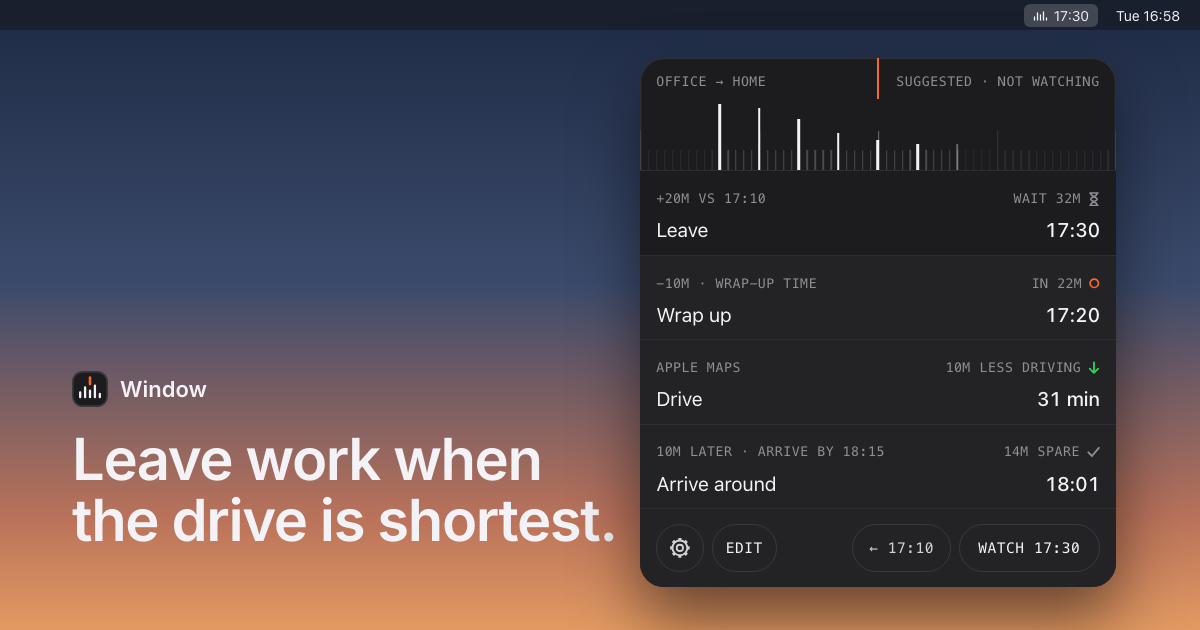 17:30 Tue 16:58
OFFICE → HOME SUGGESTED · NOT WATCHING
+20M VS 17:10 WAIT 32M
Leave 17:30
−10M · WRAP-UP TIME IN 22M
Wrap up 17:20
APPLE MAPS 10M LESS DRIVING
Drive 31 min
10M LATER · ARRIVE BY 18:15 14M SPARE
Arrive around 18:01
EDIT ← 17:10 WATCH 17:30
Window
Leave work when
the drive is shortest.